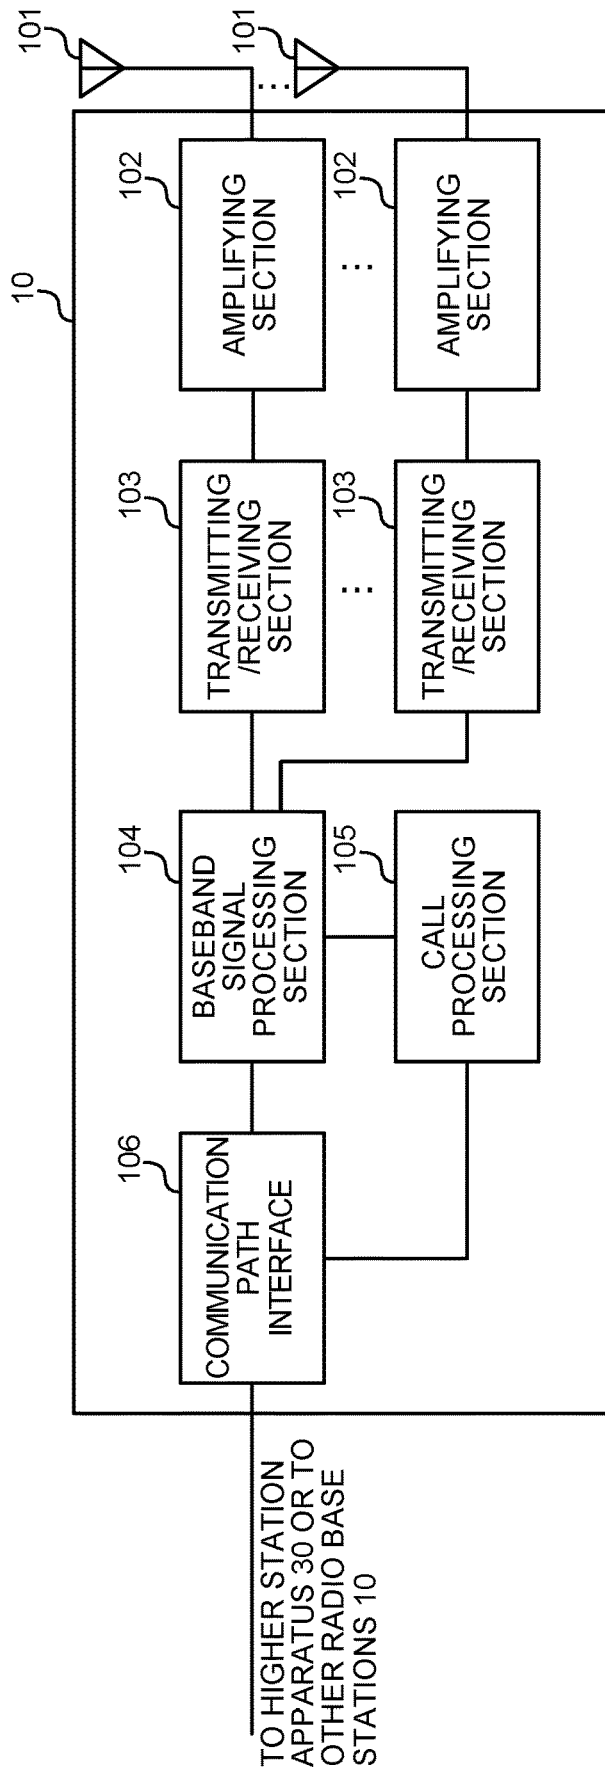 10
101
101
102
AMPLIFYING
SECTION
...
102
AMPLIFYING
SECTION
103
TRANSMITTING
/RECEIVING
SECTION
...
103
TRANSMITTING
/RECEIVING
SECTION
104
BASEBAND
SIGNAL
PROCESSING
SECTION
105
CALL
PROCESSING
SECTION
106
COMMUNICATION
PATH
INTERFACE
TO HIGHER STATION
APPARATUS 30 OR TO
OTHER RADIO BASE
STATIONS 10